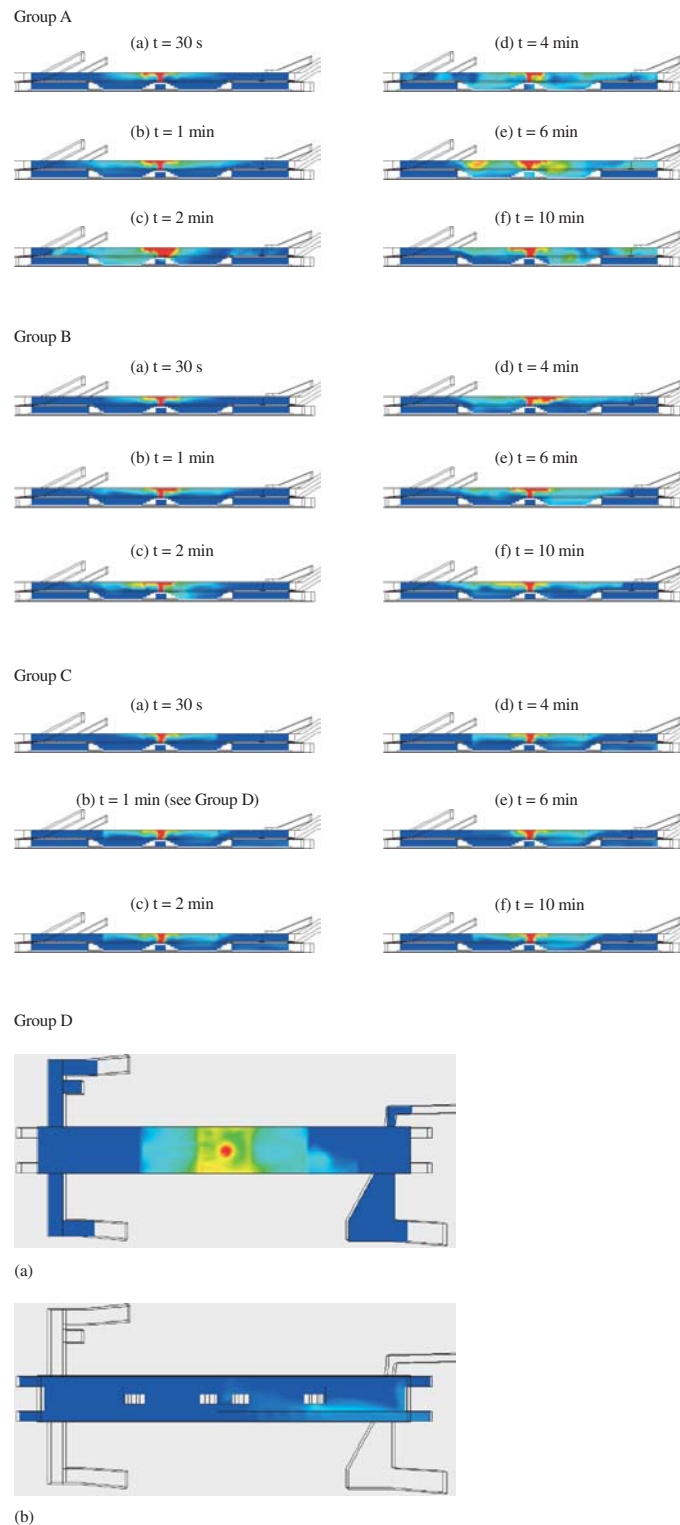 Group A
(a) t = 30 s
(d) t = 4 min
(b) t = 1 min
(e) t = 6 min
(c) t = 2 min
(f) t = 10 min
Group B
(a) t = 30 s
(d) t = 4 min
(b) t = 1 min
(e) t = 6 min
(c) t = 2 min
(f) t = 10 min
Group C
(a) t = 30 s
(d) t = 4 min
(b) t = 1 min (see Group D)
(e) t = 6 min
(c) t = 2 min
(f) t = 10 min
Group D
(a)
(b)